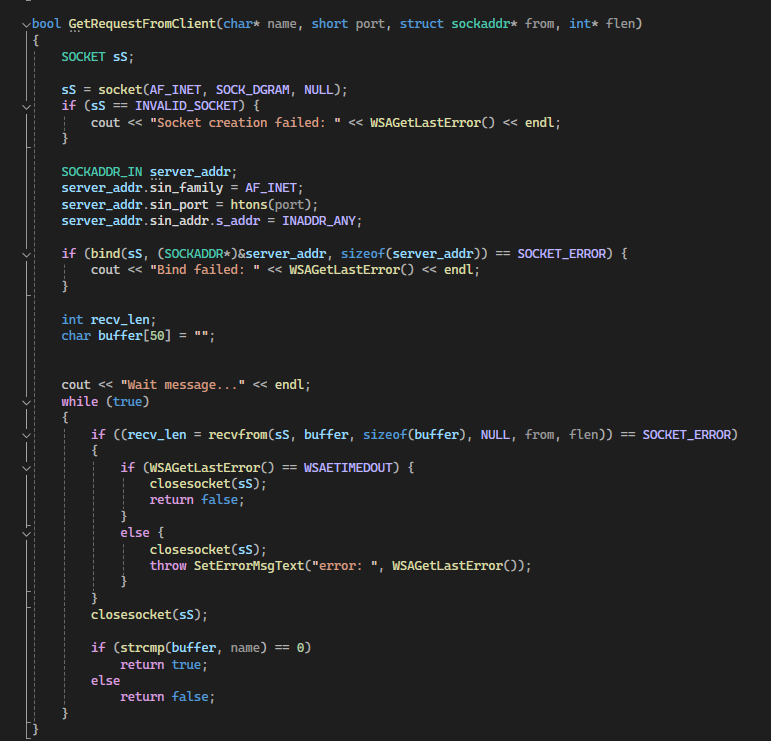 bool GetRequestFromClient(char* name, short port, struct sockaddr* from, int* flen)
{
    SOCKET sS;

    sS = socket(AF_INET, SOCK_DGRAM, NULL);
    if (sS == INVALID_SOCKET) {
        cout << "Socket creation failed: " << WSAGetLastError() << endl;
    }

    SOCKADDR_IN server_addr;
    server_addr.sin_family = AF_INET;
    server_addr.sin_port = htons(port);
    server_addr.sin_addr.s_addr = INADDR_ANY;

    if (bind(sS, (SOCKADDR*)&server_addr, sizeof(server_addr)) == SOCKET_ERROR) {
        cout << "Bind failed: " << WSAGetLastError() << endl;
    }

    int recv_len;
    char buffer[50] = "";


    cout << "Wait message..." << endl;
    while (true)
    {
        if ((recv_len = recvfrom(sS, buffer, sizeof(buffer), NULL, from, flen)) == SOCKET_ERROR)
        {
            if (WSAGetLastError() == WSAETIMEDOUT) {
                closesocket(sS);
                return false;
            }
            else {
                closesocket(sS);
                throw SetErrorMsgText("error: ", WSAGetLastError());
            }
        }
        closesocket(sS);

        if (strcmp(buffer, name) == 0)
            return true;
        else
            return false;
    }
}